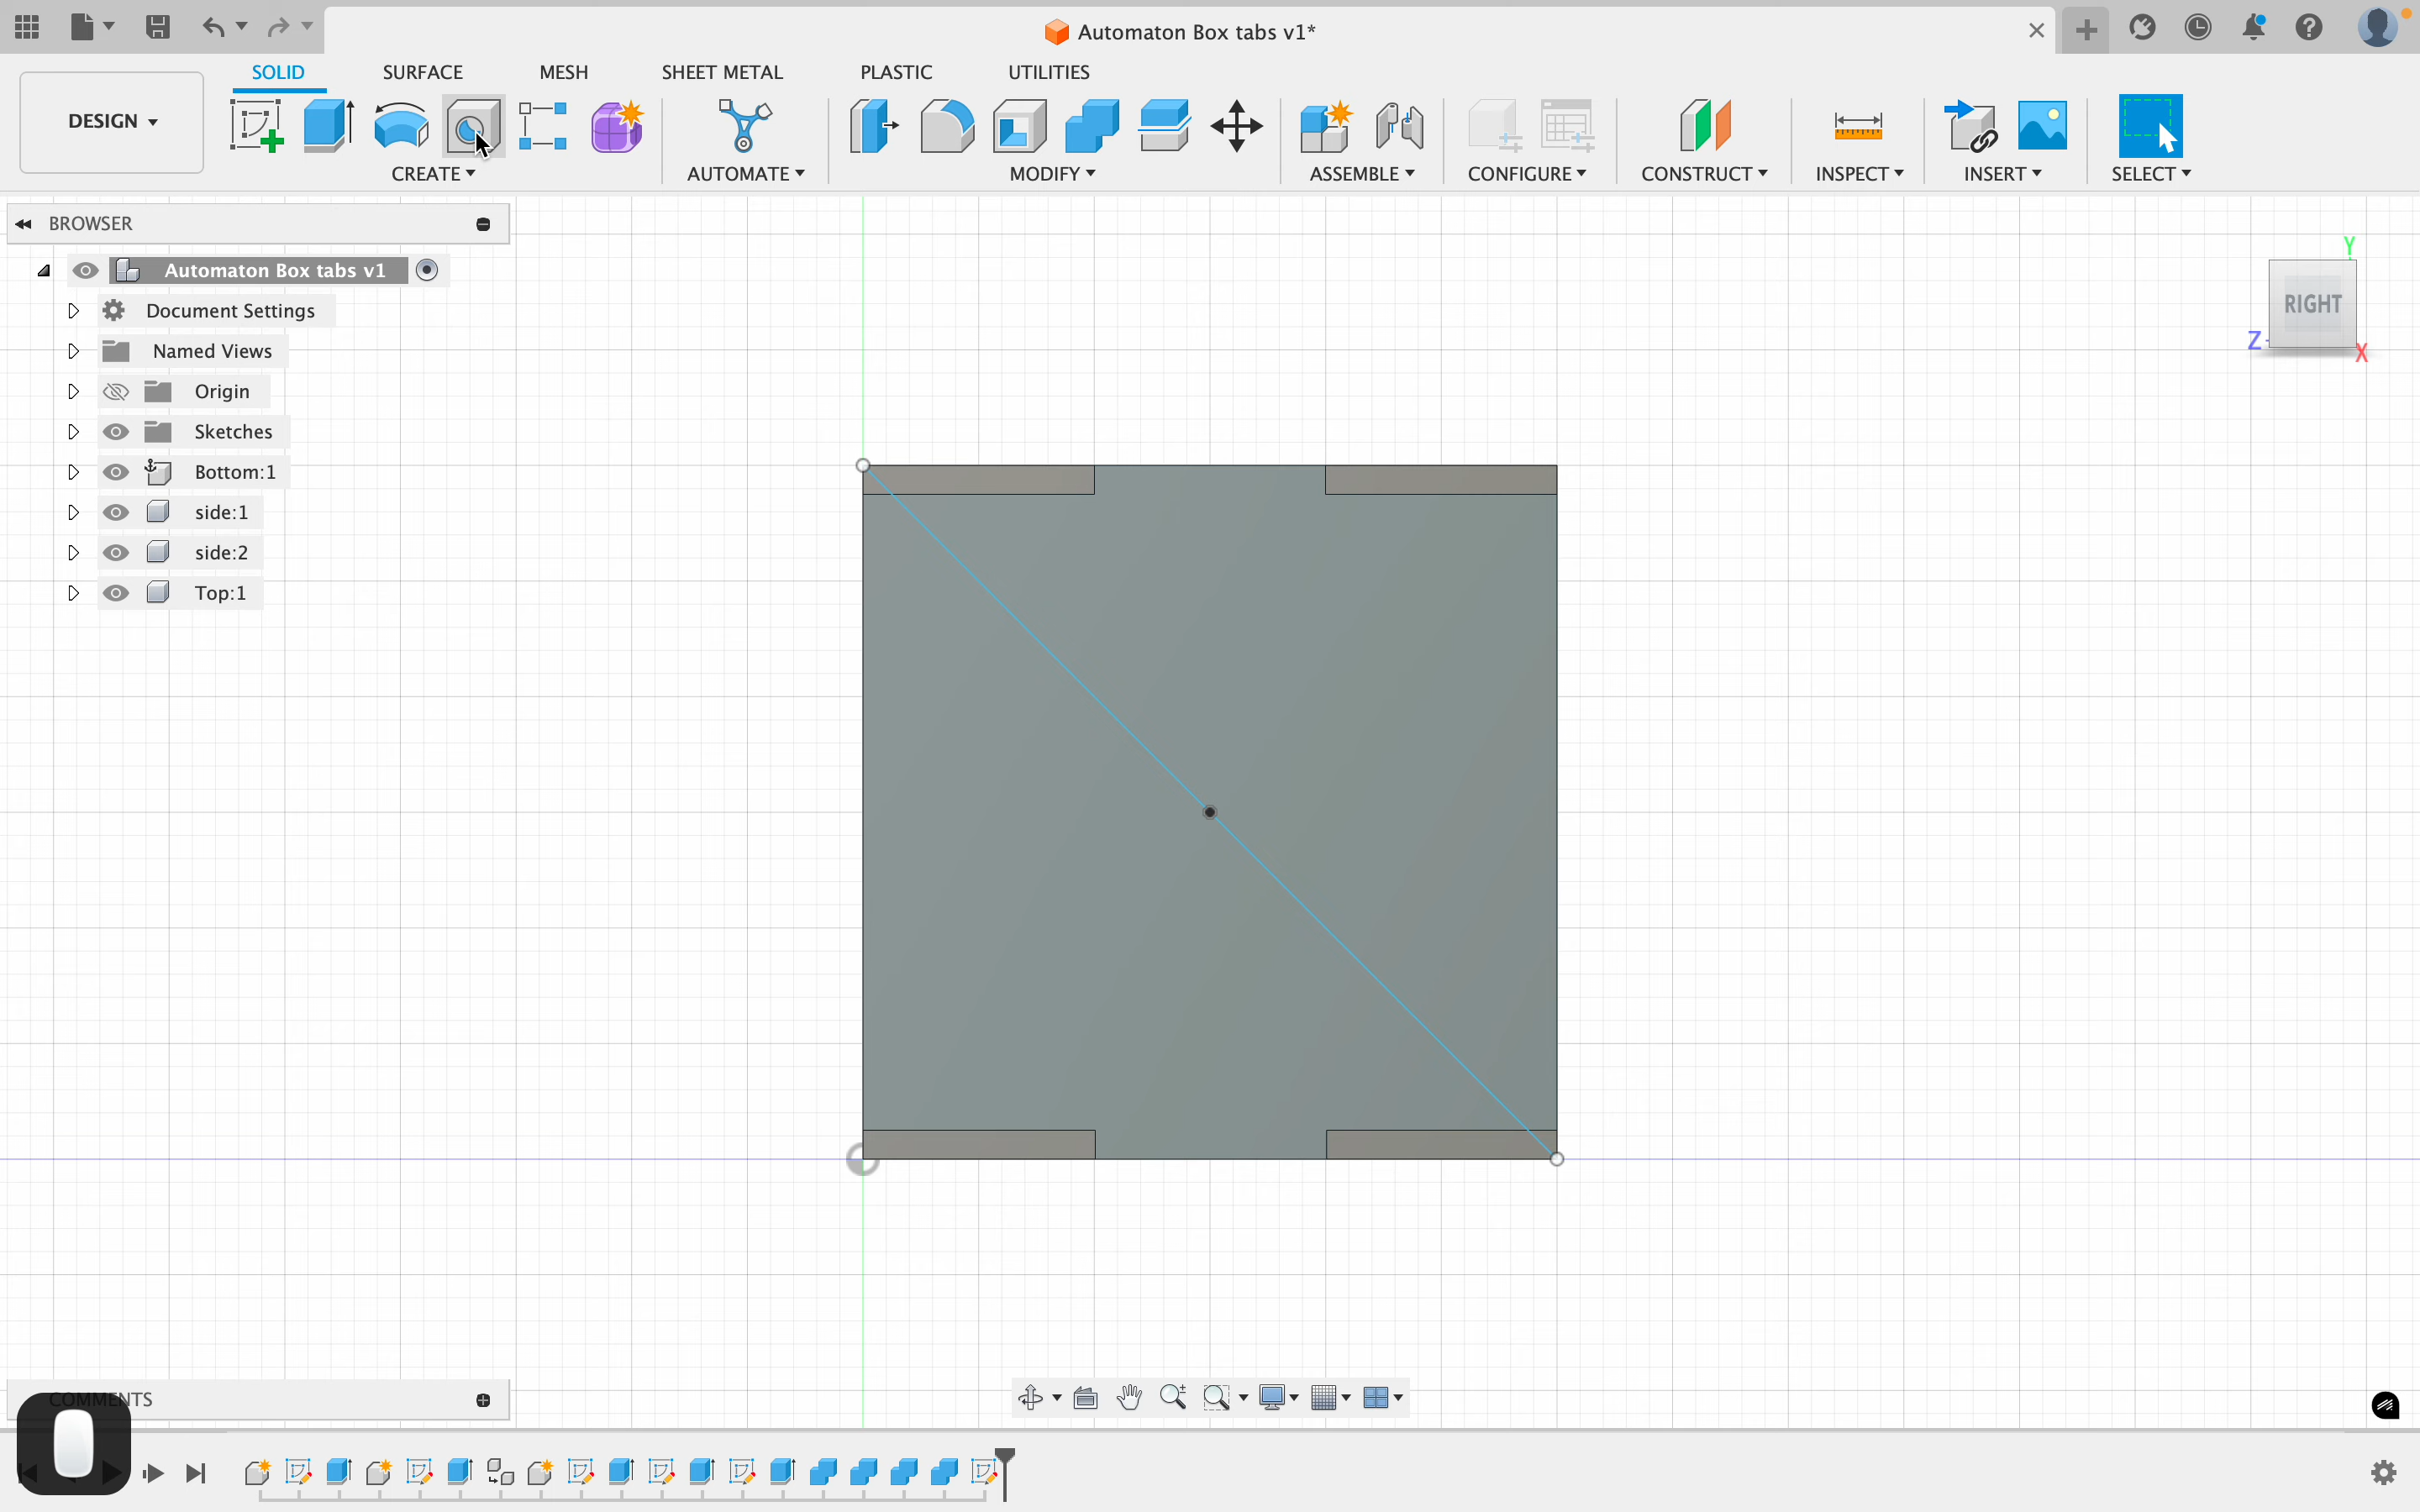 Automaton Box tabs v1*
SOLID SURFACE MESH SHEET METAL PLASTIC UTILITIES
DESIGN
CREATE AUTOMATE MODIFY ASSEMBLE CONFIGURE CONSTRUCT INSPECT INSERT SELECT
BROWSER
Automaton Box tabs v1
Document Settings
Named Views
Origin
Sketches
Bottom:1
side:1
side:2
Top:1
Y
RIGHT
Z
X
COMMENTS